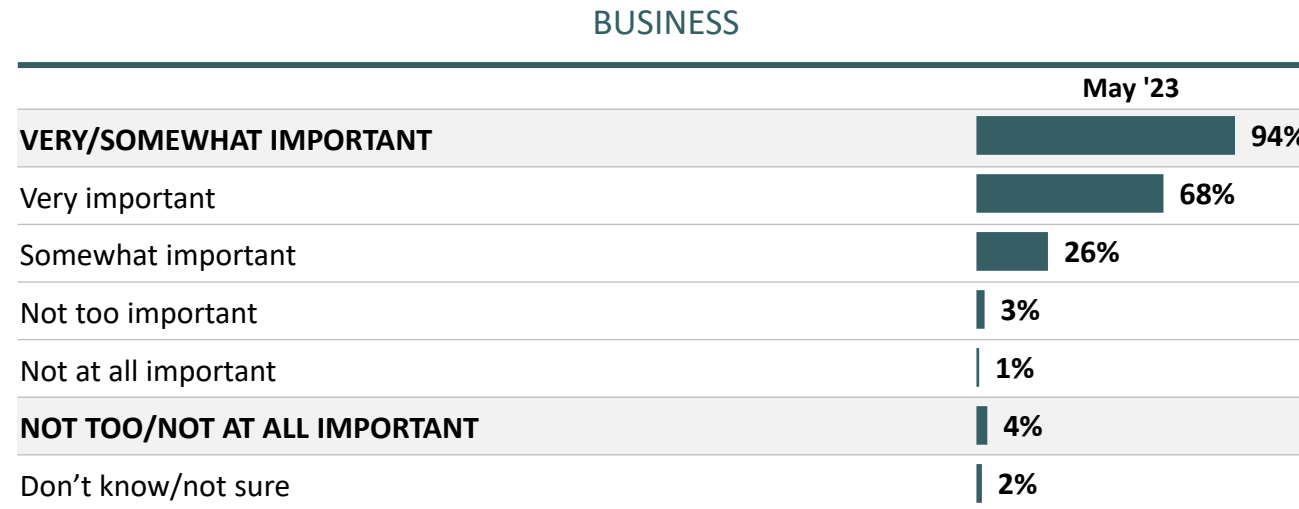 BUSINESS
May '23
VERY/SOMEWHAT IMPORTANT 94%
Very important 68%
Somewhat important 26%
Not too important 3%
Not at all important 1%
NOT TOO/NOT AT ALL IMPORTANT 4%
Don’t know/not sure 2%